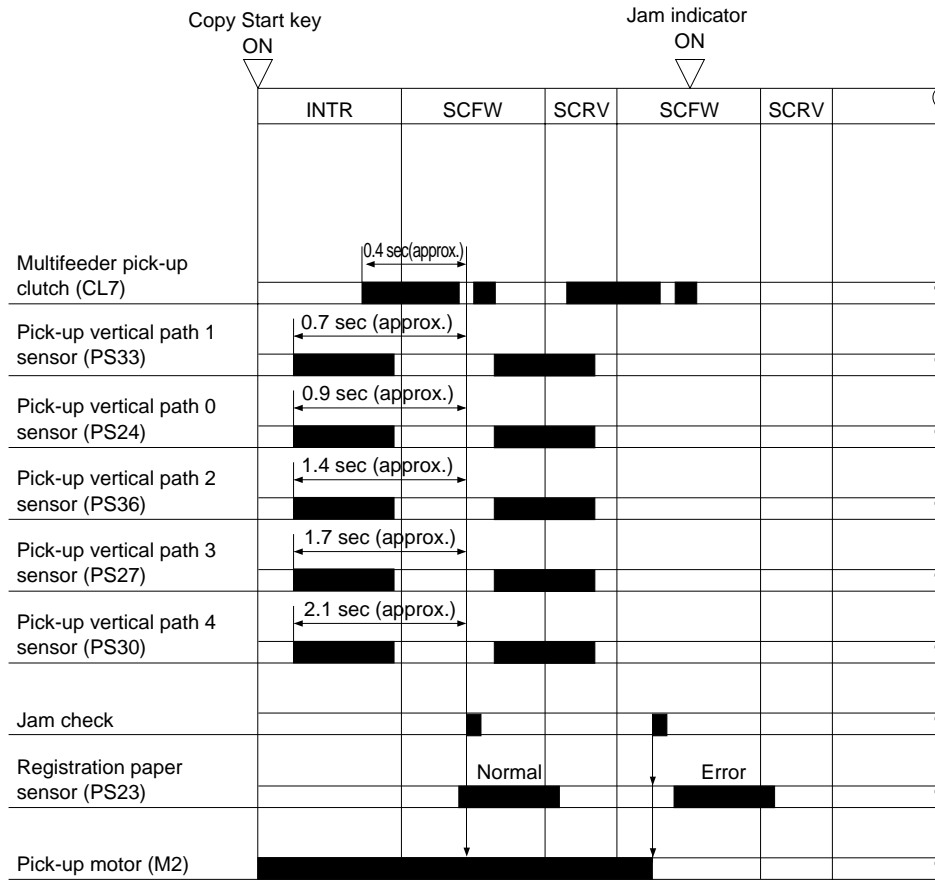 Copy Start key
ON
Jam indicator
ON
INTR SCFW SCRV SCFW SCRV
0.4 sec(approx.)
Multifeeder pick-up
clutch (CL7)
0.7 sec (approx.)
Pick-up vertical path 1
sensor (PS33)
0.9 sec (approx.)
Pick-up vertical path 0
sensor (PS24)
1.4 sec (approx.)
Pick-up vertical path 2
sensor (PS36)
1.7 sec (approx.)
Pick-up vertical path 3
sensor (PS27)
2.1 sec (approx.)
Pick-up vertical path 4
sensor (PS30)
Jam check
Registration paper
sensor (PS23)
Normal Error
Pick-up motor (M2)